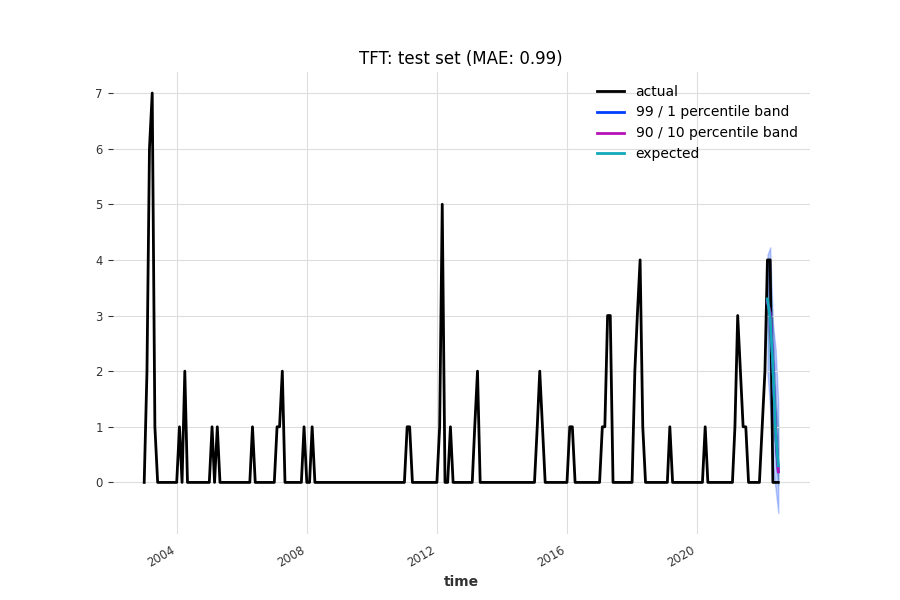 TFT: test set (MAE: 0.99)
actual
99 / 1 percentile band
90 / 10 percentile band
expected
7
6
5
4
3
2
1
0
2004
2008
2012
2016
2020
time